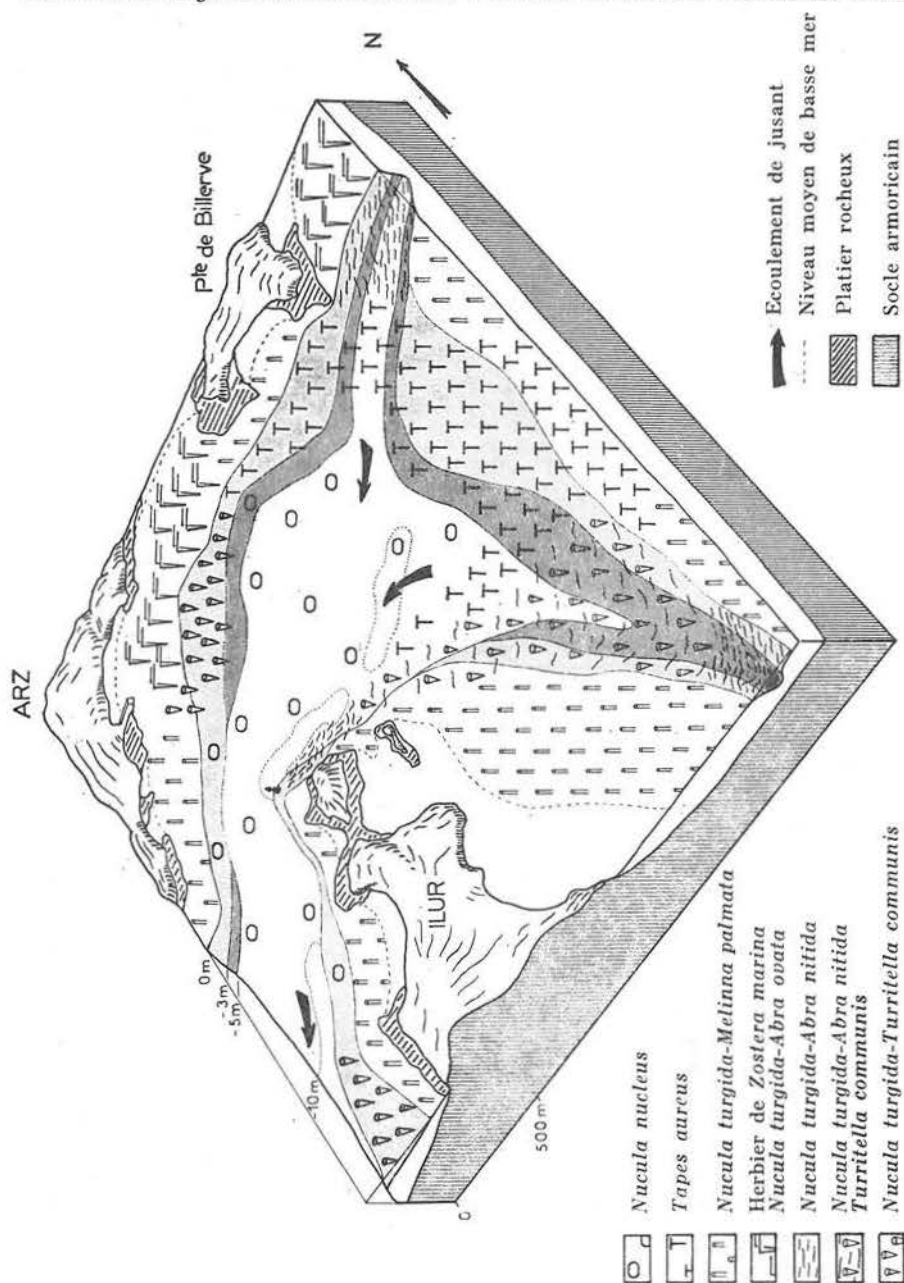 ARZ
Pte de Billerve
N
ILUR
0m
-3m
-5m
-10m
0
500m
Nucula nucleus
Tapes aureus
Nucula turgida-Melinna palmata
Herbier de Zostera marina
Nucula turgida-Abra ovata
Nucula turgida-Abra nitida
Nucula turgida-Abra nitida
Turritella communis
Nucula turgida-Turritella communis
Ecoulement de jusant
Niveau moyen de basse mer
Platier rocheux
Socle armoricain